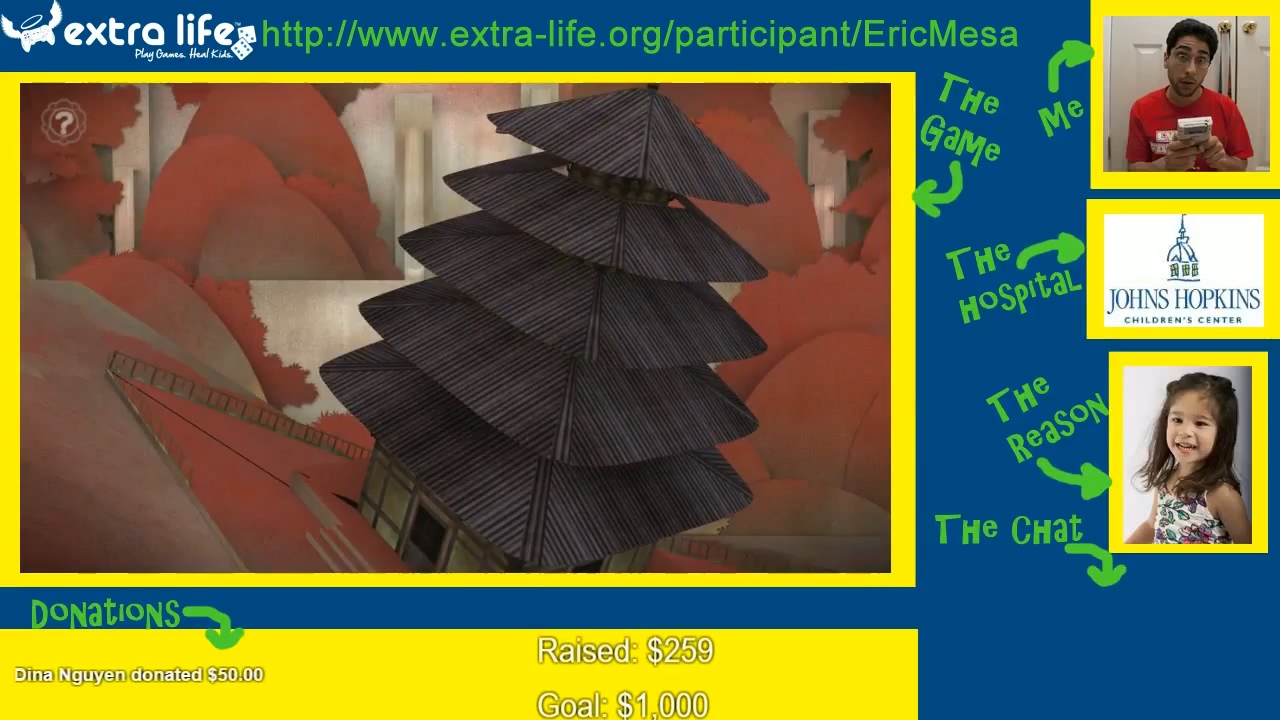 extra life
Play Games. Heal Kids.
http://www.extra-life.org/participant/EricMesa
?
The
Game
Me
The
Hospital
JOHNS HOPKINS
CHILDREN'S CENTER
The
Reason
The Chat
Donations
Dina Nguyen donated $50.00
Raised: $259
Goal: $1,000